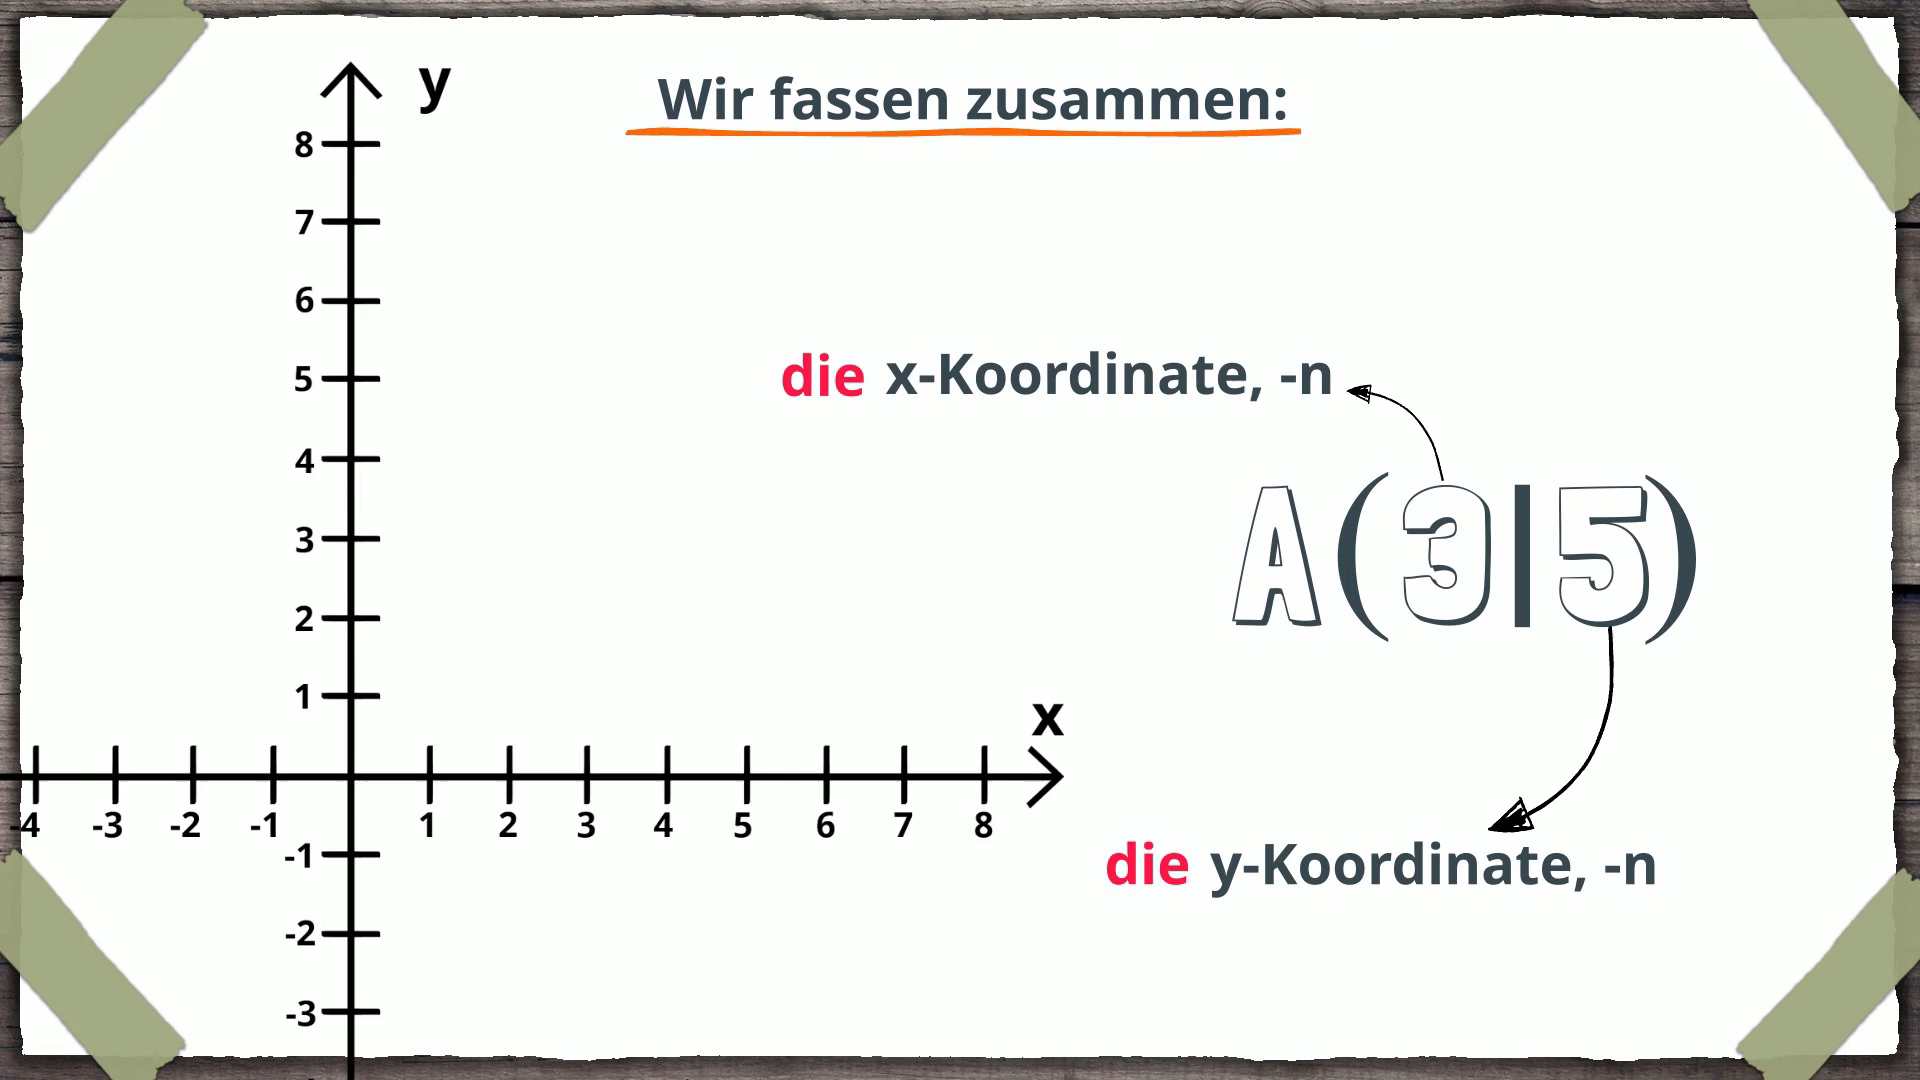 y
Wir fassen zusammen:
8
7
6
5
4
3
2
1
die x-Koordinate, -n
A(3|5)
x
-4 -3 -2 -1 1 2 3 4 5 6 7 8
-1
-2
-3
die y-Koordinate, -n